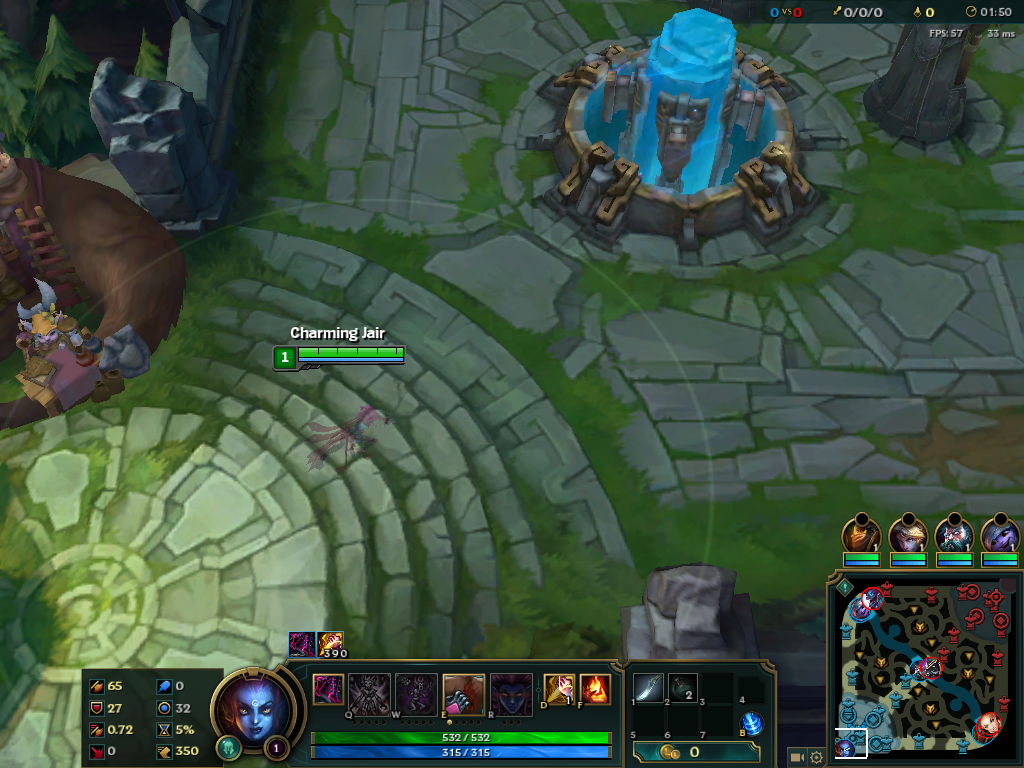 0 vs 0 0/0/0 0 01:50
FPS: 57 33 ms
Charming Jair
1
390
65 0
27 32
0.72 5%
0 350
1
Q W E R D 1 F
532 / 532
315 / 315
1 2 2 3 4
5 6 7 B
0